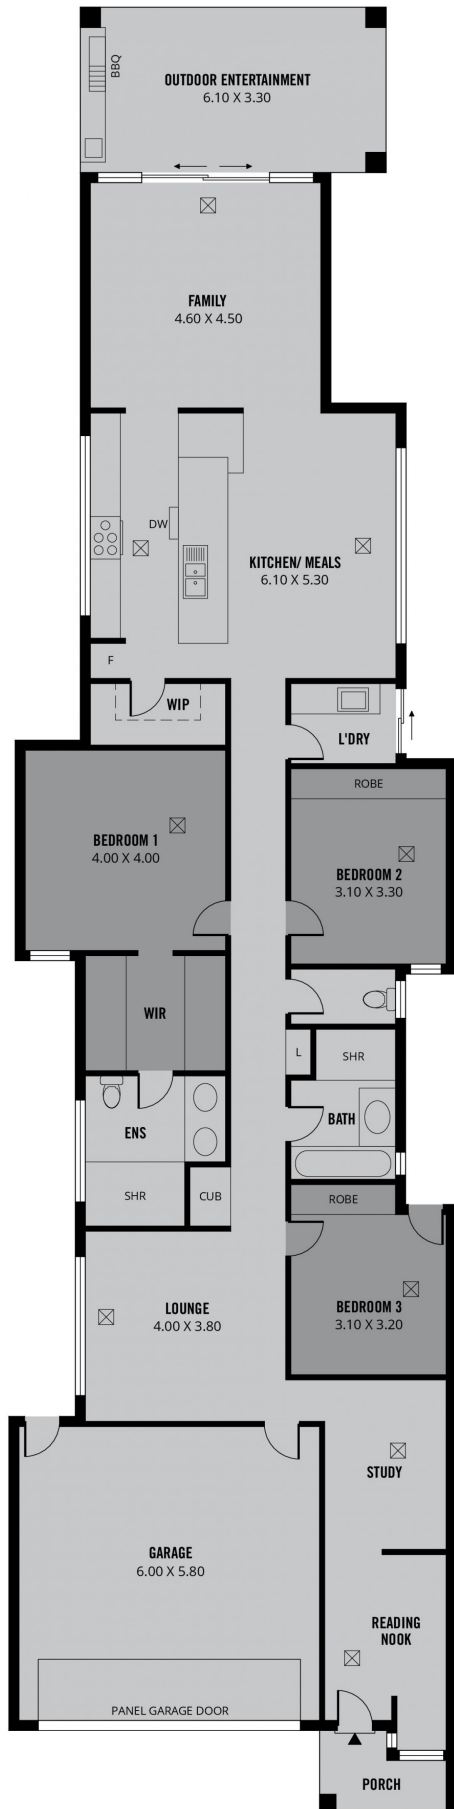 BBQ
OUTDOOR ENTERTAINMENT
6.10 X 3.30
FAMILY
4.60 X 4.50
DW
KITCHEN/ MEALS
6.10 X 5.30
F
WIP
L'DRY
ROBE
BEDROOM 1
4.00 X 4.00
BEDROOM 2
3.10 X 3.30
WIR
L
SHR
ENS
BATH
SHR
CUB
ROBE
LOUNGE
4.00 X 3.80
BEDROOM 3
3.10 X 3.20
STUDY
GARAGE
6.00 X 5.80
READING
NOOK
PANEL GARAGE DOOR
PORCH